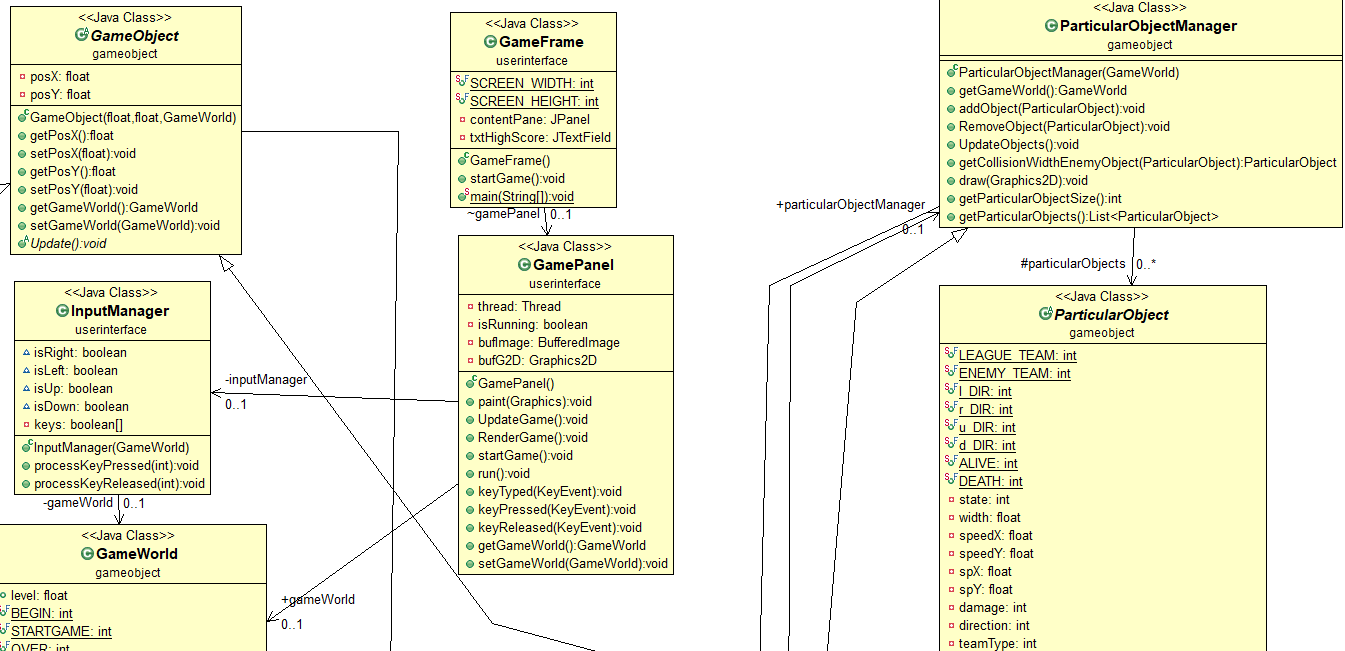 <<Java Class>>
GameObject
gameobject
posX: float
posY: float
GameObject(float,float,GameWorld)
getPosX():float
setPosX(float):void
getPosY():float
setPosY(float):void
getGameWorld():GameWorld
setGameWorld(GameWorld):void
Update():void
<<Java Class>>
InputManager
userinterface
isRight: boolean
isLeft: boolean
isUp: boolean
isDown: boolean
keys: boolean[]
InputManager(GameWorld)
processKeyPressed(int):void
processKeyReleased(int):void
-gameWorld 0..1
<<Java Class>>
GameWorld
gameobject
level: float
BEGIN: int
STARTGAME: int
OVER: int
<<Java Class>>
GameFrame
userinterface
SCREEN_WIDTH: int
SCREEN_HEIGHT: int
contentPane: JPanel
txtHighScore: JTextField
GameFrame()
startGame():void
main(String[]):void
~gamePanel 0..1
<<Java Class>>
GamePanel
userinterface
thread: Thread
isRunning: boolean
bufImage: BufferedImage
bufG2D: Graphics2D
GamePanel()
paint(Graphics):void
UpdateGame():void
RenderGame():void
startGame():void
run():void
keyTyped(KeyEvent):void
keyPressed(KeyEvent):void
keyReleased(KeyEvent):void
getGameWorld():GameWorld
setGameWorld(GameWorld):void
-inputManager
0..1
+gameWorld
0..1
<<Java Class>>
ParticularObjectManager
gameobject
ParticularObjectManager(GameWorld)
getGameWorld():GameWorld
addObject(ParticularObject):void
RemoveObject(ParticularObject):void
UpdateObjects():void
getCollisionWidthEnemyObject(ParticularObject):ParticularObject
draw(Graphics2D):void
getParticularObjectSize():int
getParticularObjects():List<ParticularObject>
+particularObjectManager
0..1
#particularObjects 0..*
<<Java Class>>
ParticularObject
gameobject
LEAGUE_TEAM: int
ENEMY_TEAM: int
l_DIR: int
r_DIR: int
u_DIR: int
d_DIR: int
ALIVE: int
DEATH: int
state: int
width: float
speedX: float
speedY: float
spX: float
spY: float
damage: int
direction: int
teamType: int